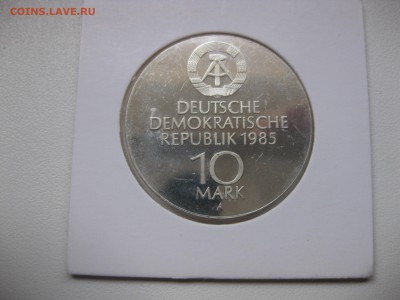 COINS.LAVE.RU
DEUTSCHE
DEMOKRATISCHE
REPUBLIK 1985
10
MARK
A